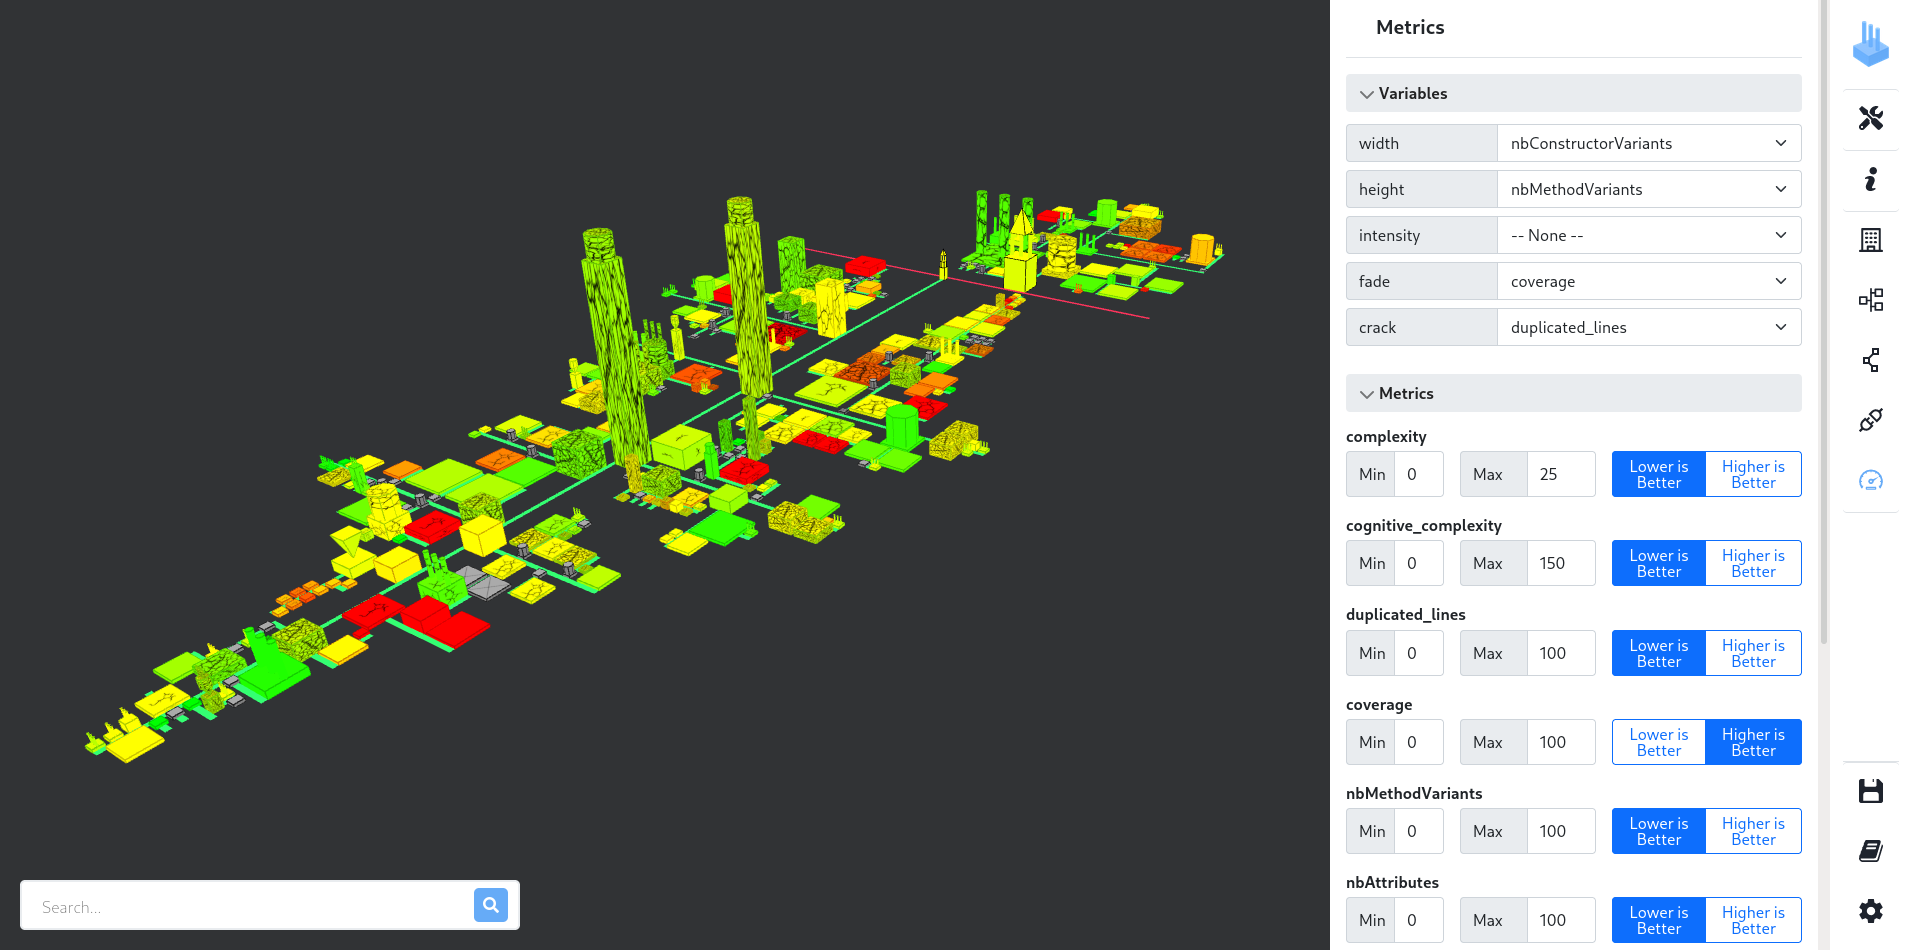 Metrics
Variables
width nbConstructorVariants
height nbMethodVariants
intensity -- None --
fade coverage
crack duplicated_lines
Metrics
complexity
Min 0 Max 25 Lower is Better Higher is Better
cognitive_complexity
Min 0 Max 150 Lower is Better Higher is Better
duplicated_lines
Min 0 Max 100 Lower is Better Higher is Better
coverage
Min 0 Max 100 Lower is Better Higher is Better
nbMethodVariants
Min 0 Max 100 Lower is Better Higher is Better
nbAttributes
Min 0 Max 100 Lower is Better Higher is Better
Search...